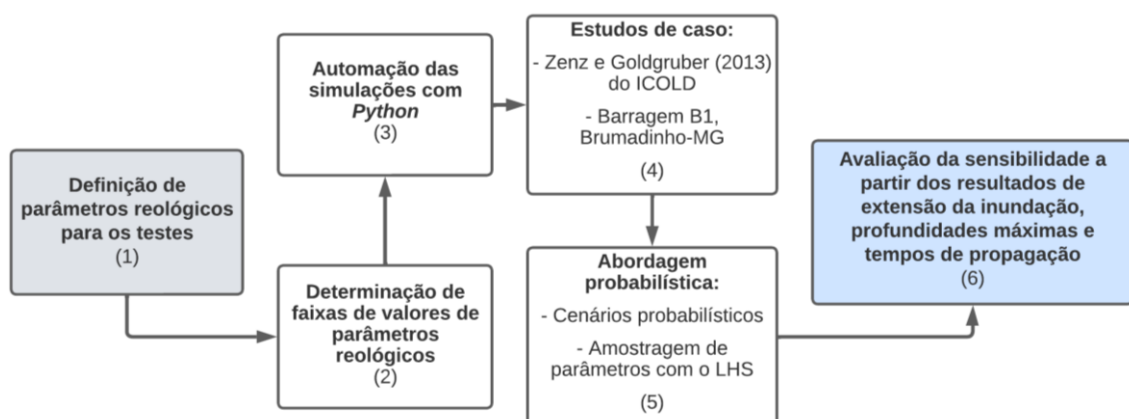 Definição de
parâmetros reológicos
para os testes
(1)
Determinação de
faixas de valores de
parâmetros
reológicos
(2)
Automação das
simulações com
Python
(3)
Estudos de caso:
- Zenz e Goldgruber (2013)
do ICOLD
- Barragem B1,
Brumadinho-MG
(4)
Abordagem
probabilística:
- Cenários probabilísticos
- Amostragem de
parâmetros com o LHS
(5)
Avaliação da sensibilidade a
partir dos resultados de
extensão da inundação,
profundidades máximas e
tempos de propagação
(6)